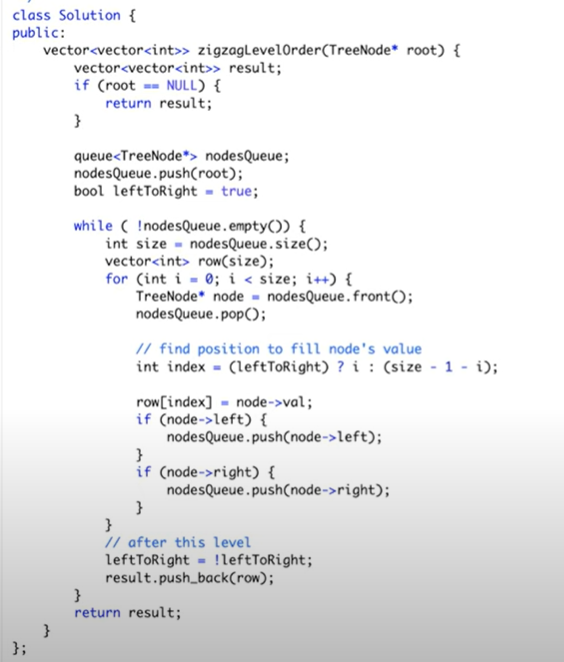 class Solution {
public:
    vector<vector<int>> zigzagLevelOrder(TreeNode* root) {
        vector<vector<int>> result;
        if (root == NULL) {
            return result;
        }

        queue<TreeNode*> nodesQueue;
        nodesQueue.push(root);
        bool leftToRight = true;

        while ( !nodesQueue.empty()) {
            int size = nodesQueue.size();
            vector<int> row(size);
            for (int i = 0; i < size; i++) {
                TreeNode* node = nodesQueue.front();
                nodesQueue.pop();

                // find position to fill node's value
                int index = (leftToRight) ? i : (size - 1 - i);

                row[index] = node->val;
                if (node->left) {
                    nodesQueue.push(node->left);
                }
                if (node->right) {
                    nodesQueue.push(node->right);
                }
            }
            // after this level
            leftToRight = !leftToRight;
            result.push_back(row);
        }
        return result;
    }
};